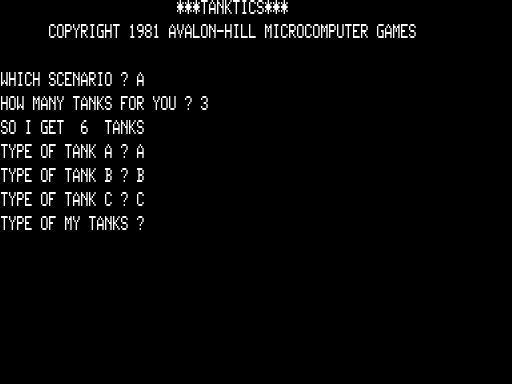 ***TANKTICS***
COPYRIGHT 1981 AVALON-HILL MICROCOMPUTER GAMES
WHICH SCENARIO ? A
HOW MANY TANKS FOR YOU ? 3
SO I GET  6  TANKS
TYPE OF TANK A ? A
TYPE OF TANK B ? B
TYPE OF TANK C ? C
TYPE OF MY TANKS ?